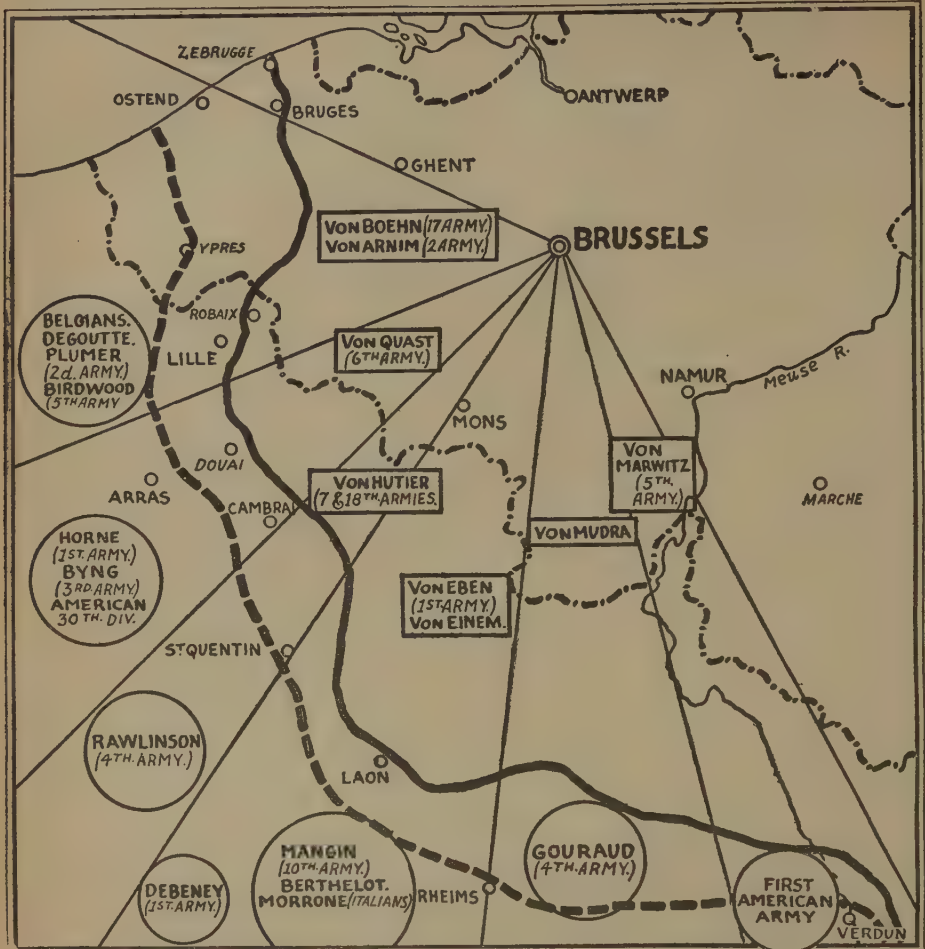 ZEBRUGGE
OSTEND
BRUGES
ANTWERP
GHENT
VON BOEHN (17 ARMY.)
VON ARNIM (2 ARMY.)
BRUSSELS
YPRES
ROBAIX
BELGIANS.
DEGOUTTE.
PLUMER
(2d. ARMY.)
BIRDWOOD
(5TH ARMY
LILLE
VON QUAST
(6TH ARMY.)
NAMUR
Meuse R.
MONS
DOUAI
VON
MARWITZ
(5TH.
ARMY.)
ARRAS
VON HUTIER
(7 & 18TH. ARMIES.
MARCHE
CAMBRAI
HORNE
(1ST. ARMY.)
BYNG
(3RD. ARMY.)
AMERICAN
30TH. DIV.
VON MUDRA
VON EBEN
(1ST ARMY.)
VON EINEM.
ST. QUENTIN
RAWLINSON
(4TH. ARMY.)
LAON
MANGIN
(10TH. ARMY.)
BERTHELOT.
MORRONE (ITALIANS)
GOURAUD
(4TH. ARMY.)
DEBENEY
(1ST. ARMY.)
RHEIMS
FIRST
AMERICAN
ARMY
VERDUN